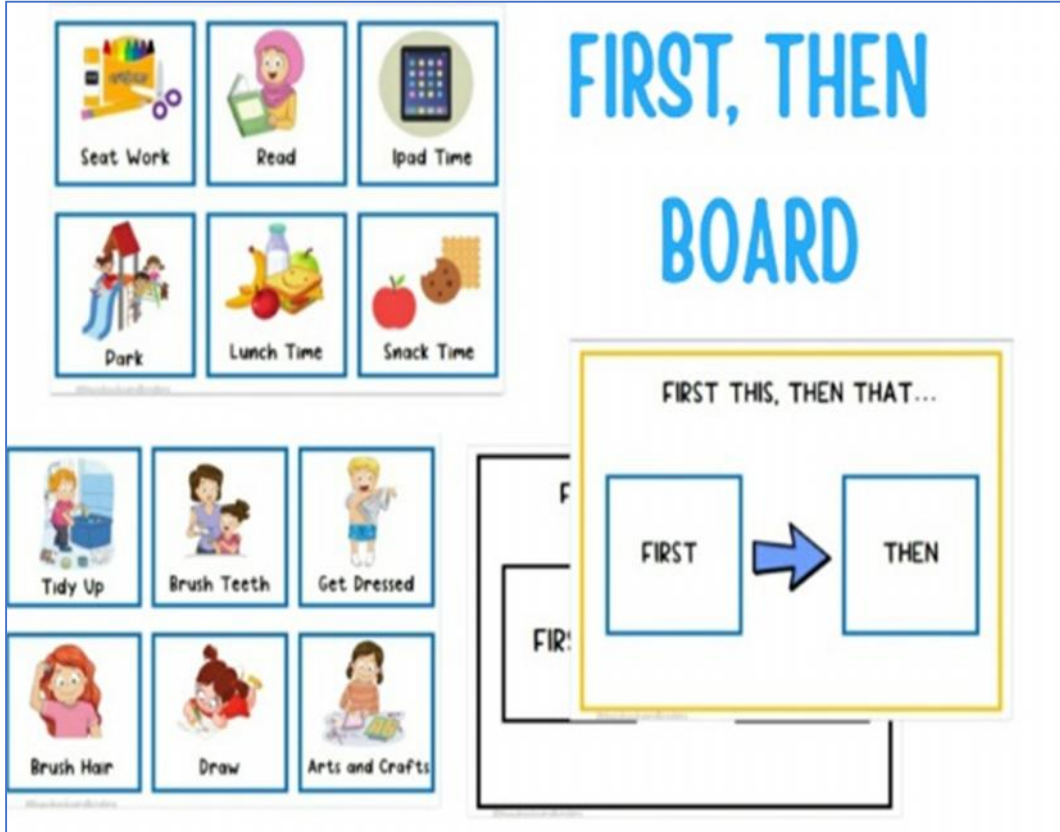 FIRST, THEN
BOARD
Seat Work
Read
Ipad Time
Park
Lunch Time
Snack Time
Tidy Up
Brush Teeth
Get Dressed
Brush Hair
Draw
Arts and Crafts
FIRST THIS, THEN THAT...
FIRST
THEN